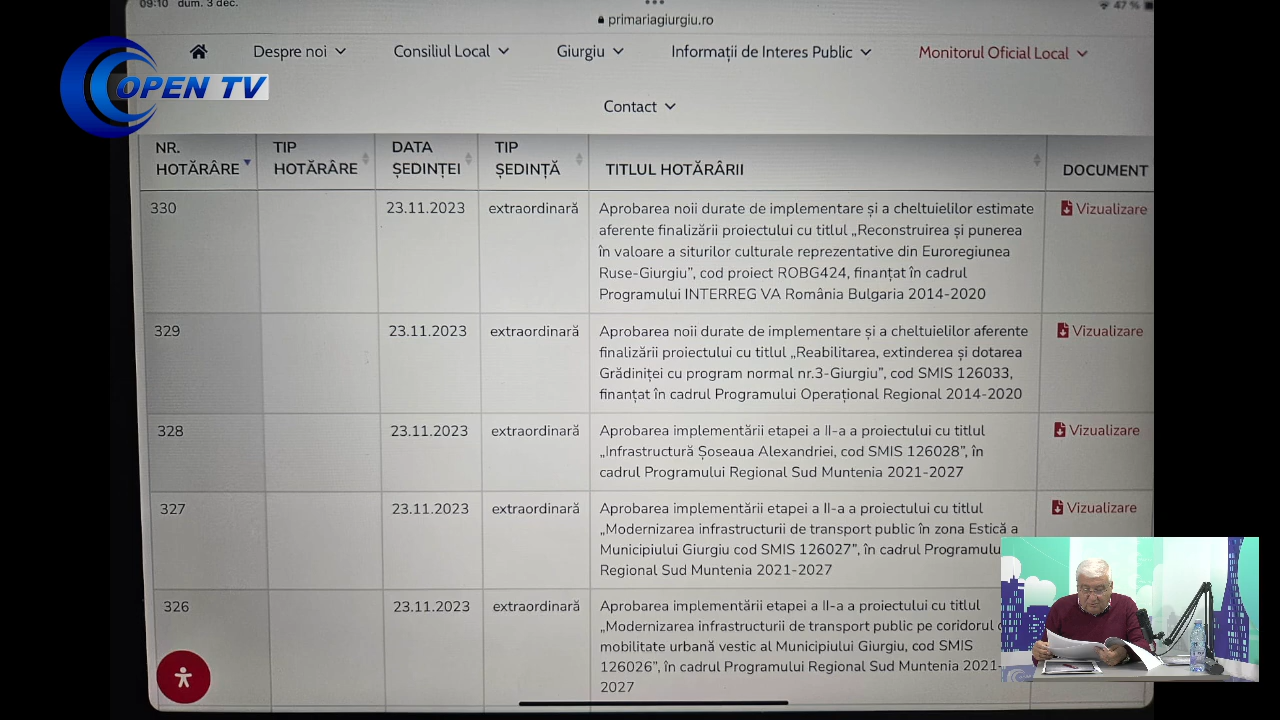 09:10 dum. 3 dec.
47 %
primariagiurgiu.ro
OPEN TV
Despre noi
Consiliul Local
Giurgiu
Informații de Interes Public
Monitorul Oficial Local
Contact
NR. HOTĂRÂRE
TIP HOTĂRÂRE
DATA ȘEDINȚEI
TIP ȘEDINȚĂ
TITLUL HOTĂRÂRII
DOCUMENT
330
23.11.2023
extraordinară
Aprobarea noii durate de implementare și a cheltuielilor estimate
aferente finalizării proiectului cu titlul „Reconstruirea și punerea
în valoare a siturilor culturale reprezentative din Euroregiunea
Ruse-Giurgiu”, cod proiect ROBG424, finanțat în cadrul
Programului INTERREG VA România Bulgaria 2014-2020
Vizualizare
329
23.11.2023
extraordinară
Aprobarea noii durate de implementare și a cheltuielilor aferente
finalizării proiectului cu titlul „Reabilitarea, extinderea și dotarea
Grădiniței cu program normal nr.3-Giurgiu”, cod SMIS 126033,
finanțat în cadrul Programului Operațional Regional 2014-2020
Vizualizare
328
23.11.2023
extraordinară
Aprobarea implementării etapei a II-a a proiectului cu titlul
„Infrastructură Șoseaua Alexandriei, cod SMIS 126028”, în
cadrul Programului Regional Sud Muntenia 2021-2027
Vizualizare
327
23.11.2023
extraordinară
Aprobarea implementării etapei a II-a a proiectului cu titlul
„Modernizarea infrastructurii de transport public în zona Estică a
Municipiului Giurgiu cod SMIS 126027”, în cadrul Programu
Regional Sud Muntenia 2021-2027
Vizualizare
326
23.11.2023
extraordinară
Aprobarea implementării etapei a II-a a proiectului cu titlul
„Modernizarea infrastructurii de transport public pe coridorul
mobilitate urbană vestic al Municipiului Giurgiu, cod SMIS
126026”, în cadrul Programului Regional Sud Muntenia 2021-
2027